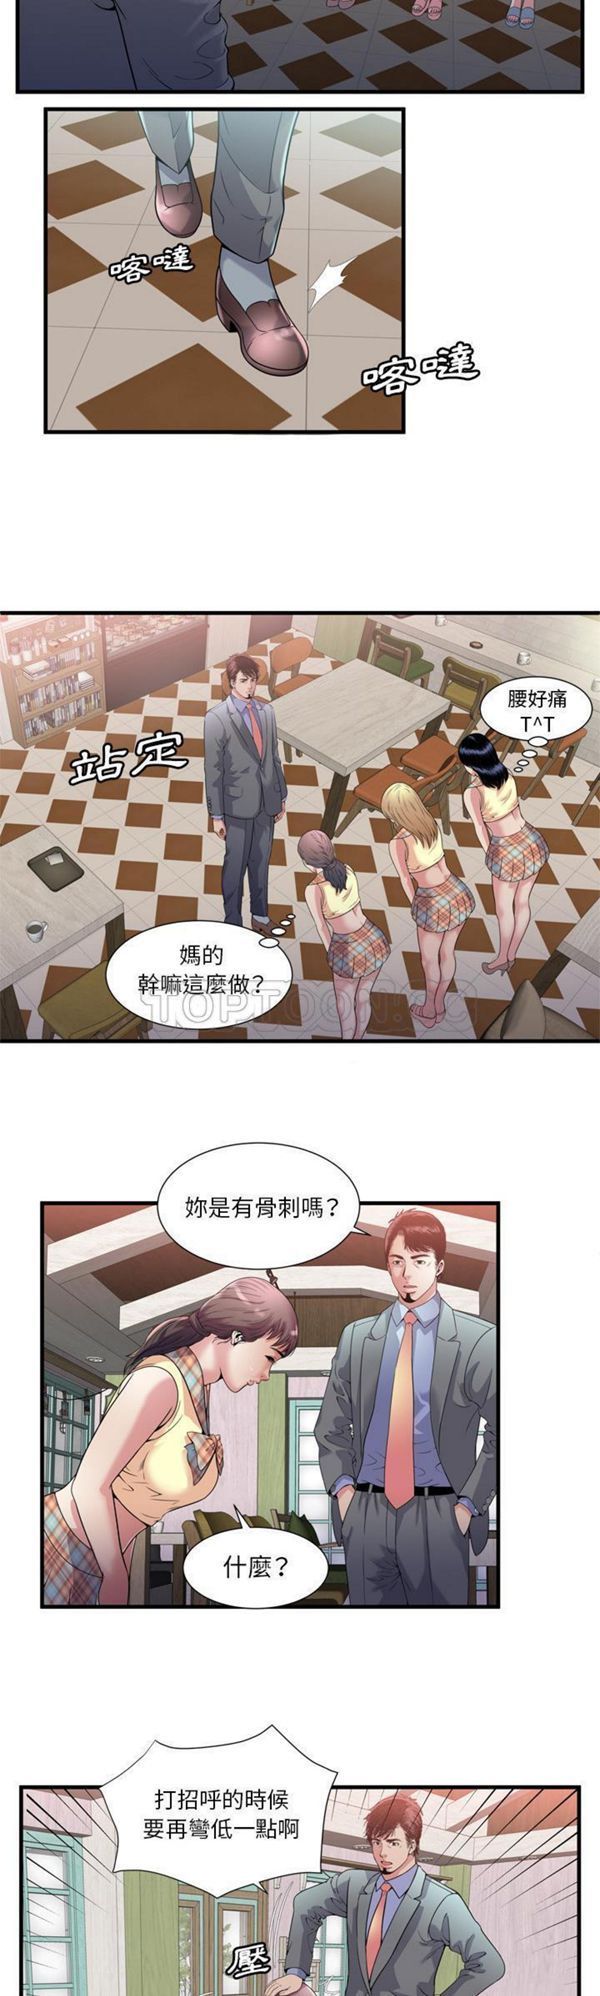 喀噠
喀噠
腰好痛
T^T
站定
媽的
幹嘛這麼做？
TOPTOON.CC
妳是有骨刺嗎？
什麼？
打招呼的時候
要再彎低一點啊
壓